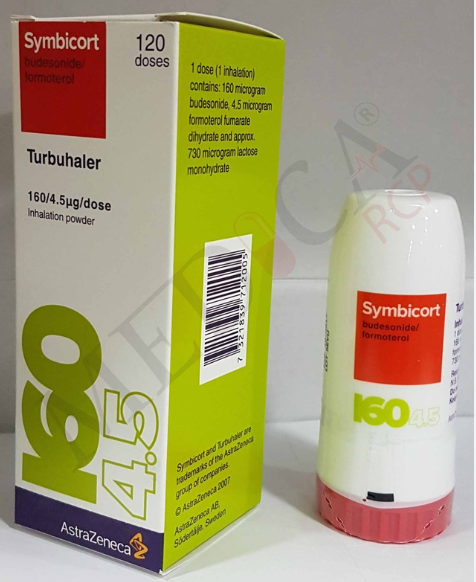 Symbicort
budesonide/
formoterol
120
doses
Turbuhaler
160/4.5µg/dose
Inhalation powder
160
4.5
AstraZeneca
1 dose (1 inhalation)
contains: 160 microgram
budesonide, 4.5 microgram
formoterol fumarate
dihydrate and approx.
730 microgram lactose
monohydrate
7 321839 712005
Symbicort and Turbuhaler are
trademarks of the AstraZeneca
group of companies.
© AstraZeneca 2007
AstraZeneca AB,
Södertälje, Sweden
Symbicort
budesonide/
formoterol
160 4.5
MEDICA®
RCP